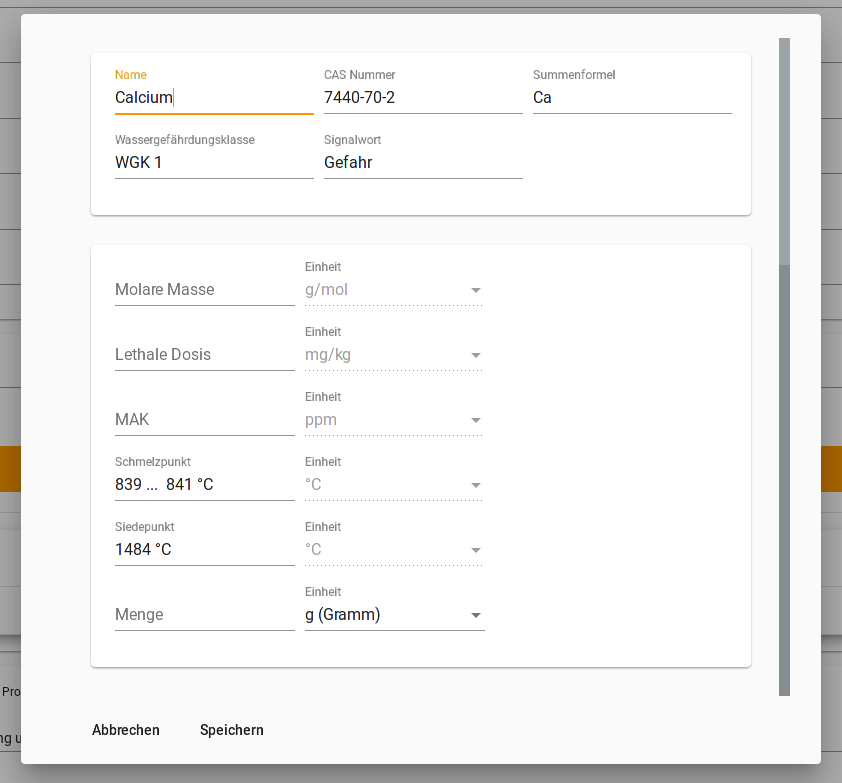 Name CAS Nummer Summenformel
Calcium 7440-70-2 Ca
Wassergefährdungsklasse Signalwort
WGK 1 Gefahr
Einheit
Molare Masse g/mol
Einheit
Lethale Dosis mg/kg
Einheit
MAK ppm
Schmelzpunkt Einheit
839 ... 841 °C °C
Siedepunkt Einheit
1484 °C °C
Einheit
Menge g (Gramm)
Pro
ng u
Abbrechen Speichern